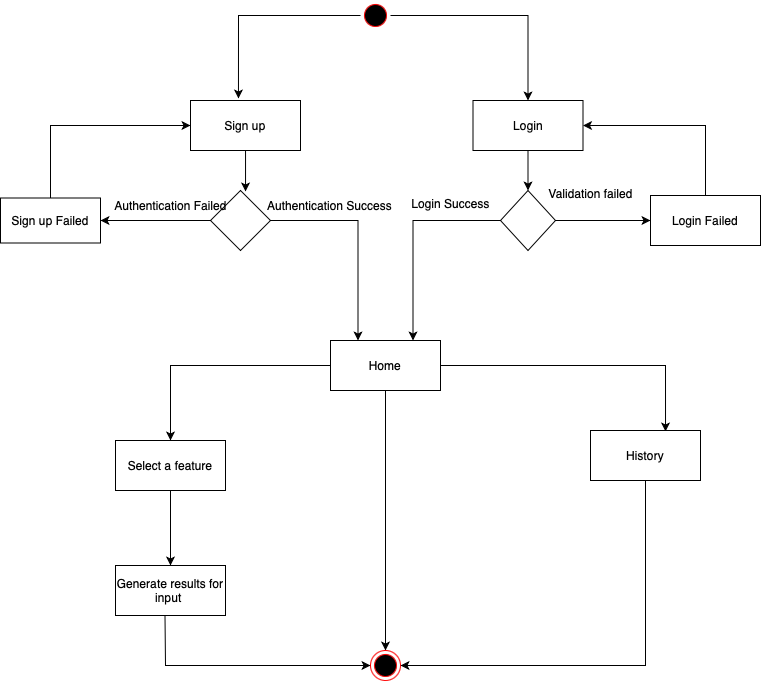 Sign up
Login
Authentication Failed
Authentication Success
Login Success
Validation failed
Sign up Failed
Login Failed
Home
Select a feature
History
Generate results for
input